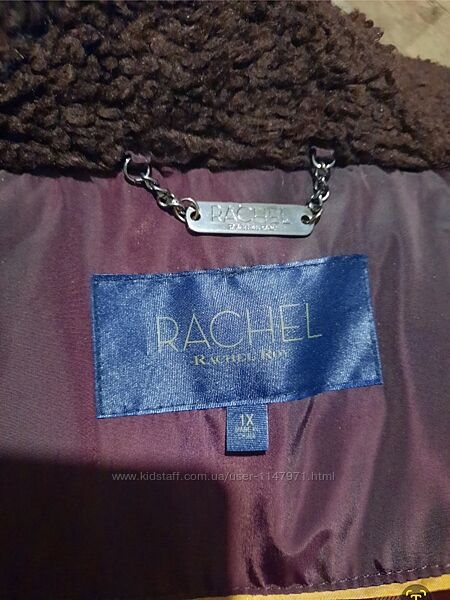 RACHEL
RACHEL ROY
RACHEL
RACHEL ROY
1X
MADE IN
CHINA
www.kidstaff.com.ua/user-1147971.html